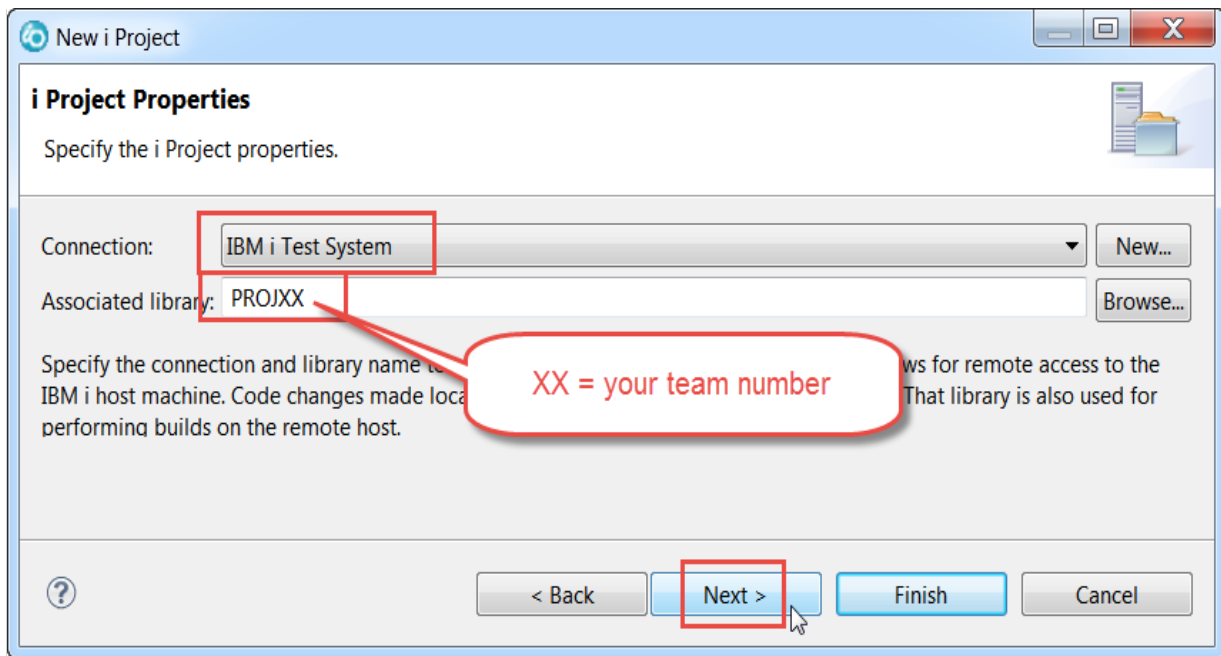 New i Project
i Project Properties
Specify the i Project properties.
Connection:
IBM i Test System
New...
Associated library:
PROJXX
Browse...
Specify the connection and library name ws for remote access to the
XX = your team number
IBM i host machine. Code changes made That library is also used for
performing builds on the remote host.
?
< Back
Next >
Finish
Cancel